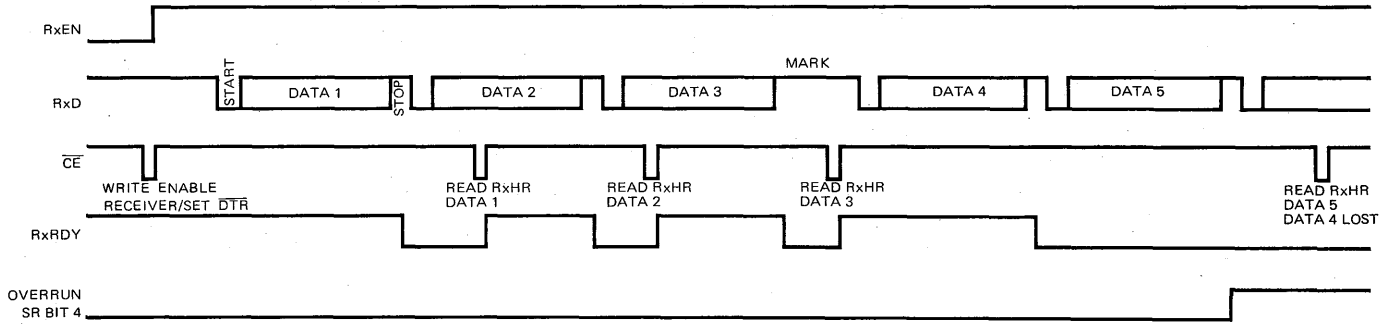 RxEN
MARK
START
STOP
RxD
DATA 1
DATA 2
DATA 3
DATA 4
DATA 5
CE
WRITE ENABLE
RECEIVER/SET DTR
READ RxHR
DATA 1
READ RxHR
DATA 2
READ RxHR
DATA 3
READ RxHR
DATA 5
DATA 4 LOST
RxRDY
OVERRUN
SR BIT 4